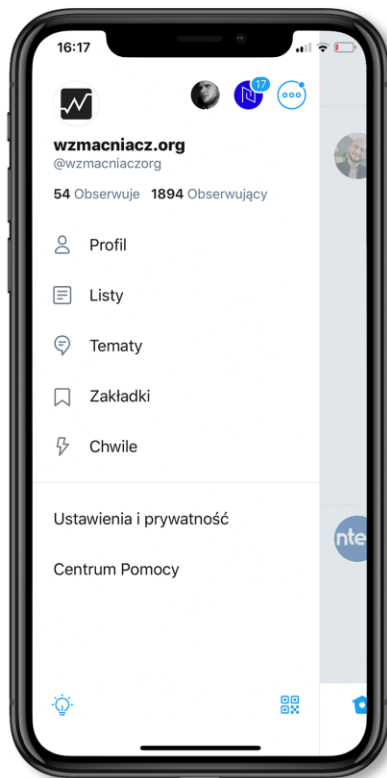 16:17
17
wzmacniacz.org
@wzmacniaczorg
54 Obserwuje 1894 Obserwujący
Profil
Listy
Tematy
Zakładki
Chwile
Ustawienia i prywatność
nte
Centrum Pomocy